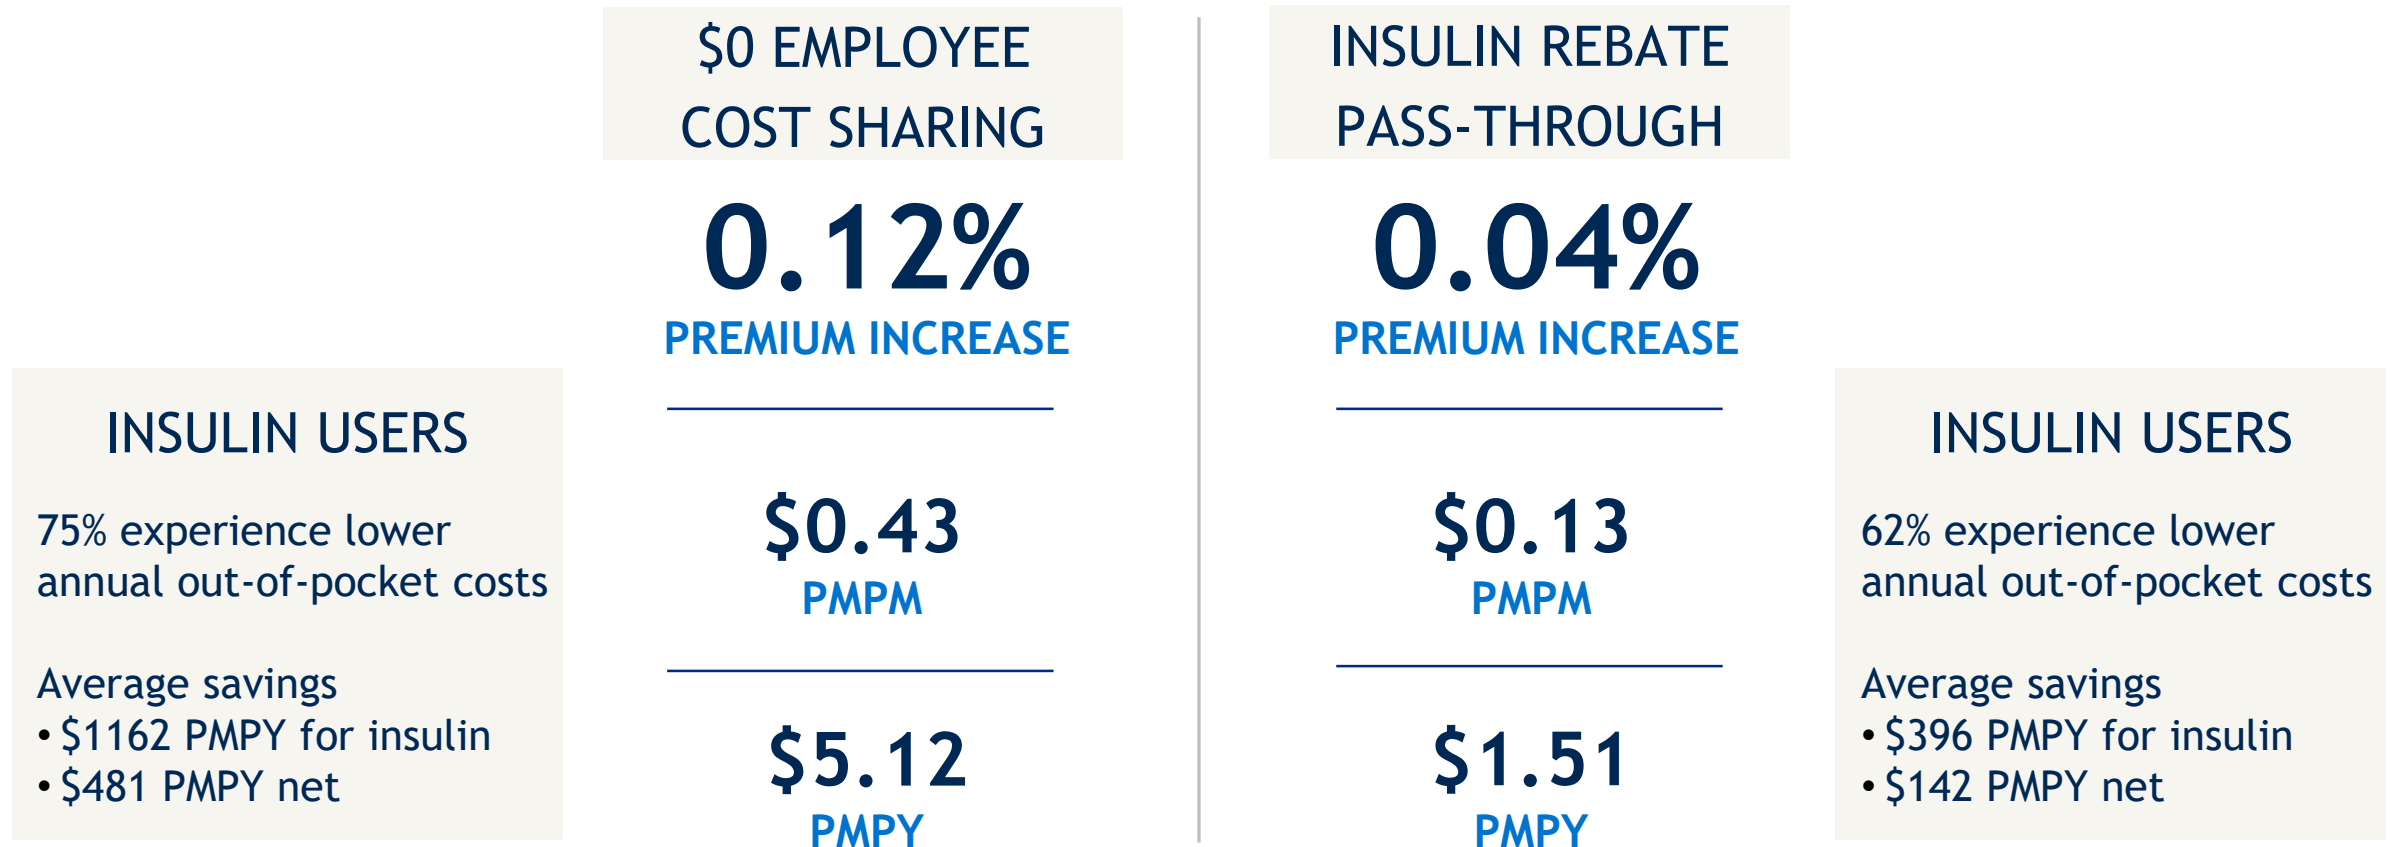 $0 EMPLOYEE
COST SHARING
0.12%
PREMIUM INCREASE
$0.43
PMPM
$5.12
PMPY
INSULIN USERS
75% experience lower
annual out-of-pocket costs
Average savings
• $1162 PMPY for insulin
• $481 PMPY net
INSULIN REBATE
PASS-THROUGH
0.04%
PREMIUM INCREASE
$0.13
PMPM
$1.51
PMPY
INSULIN USERS
62% experience lower
annual out-of-pocket costs
Average savings
• $396 PMPY for insulin
• $142 PMPY net